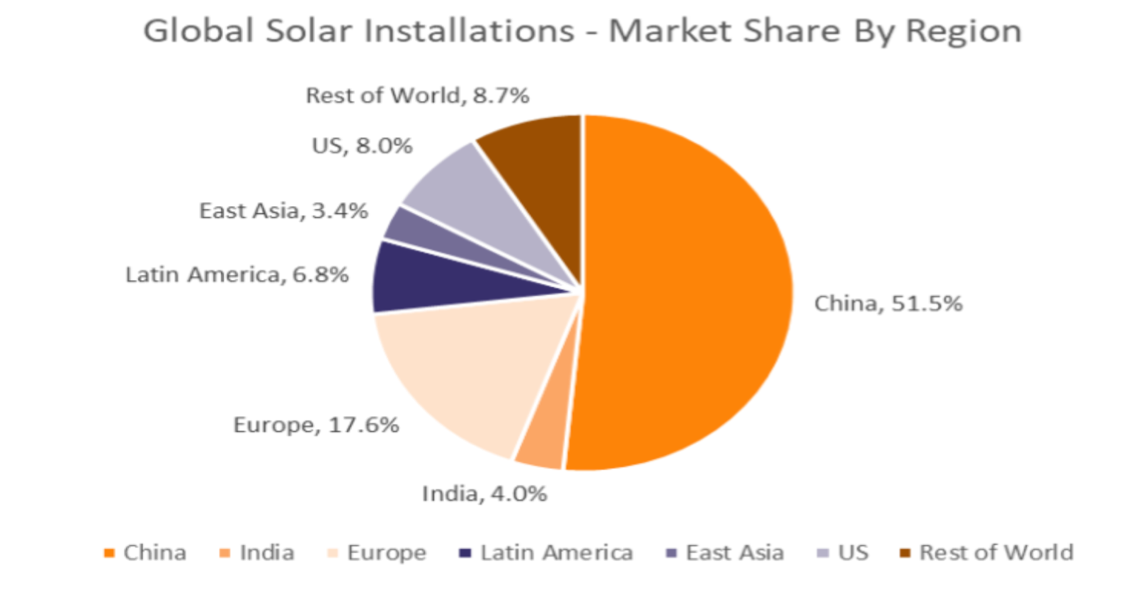 Global Solar Installations - Market Share By Region
Rest of World, 8.7%
US, 8.0%
East Asia, 3.4%
Latin America, 6.8%
China, 51.5%
Europe, 17.6%
India, 4.0%
China India Europe Latin America East Asia US Rest of World